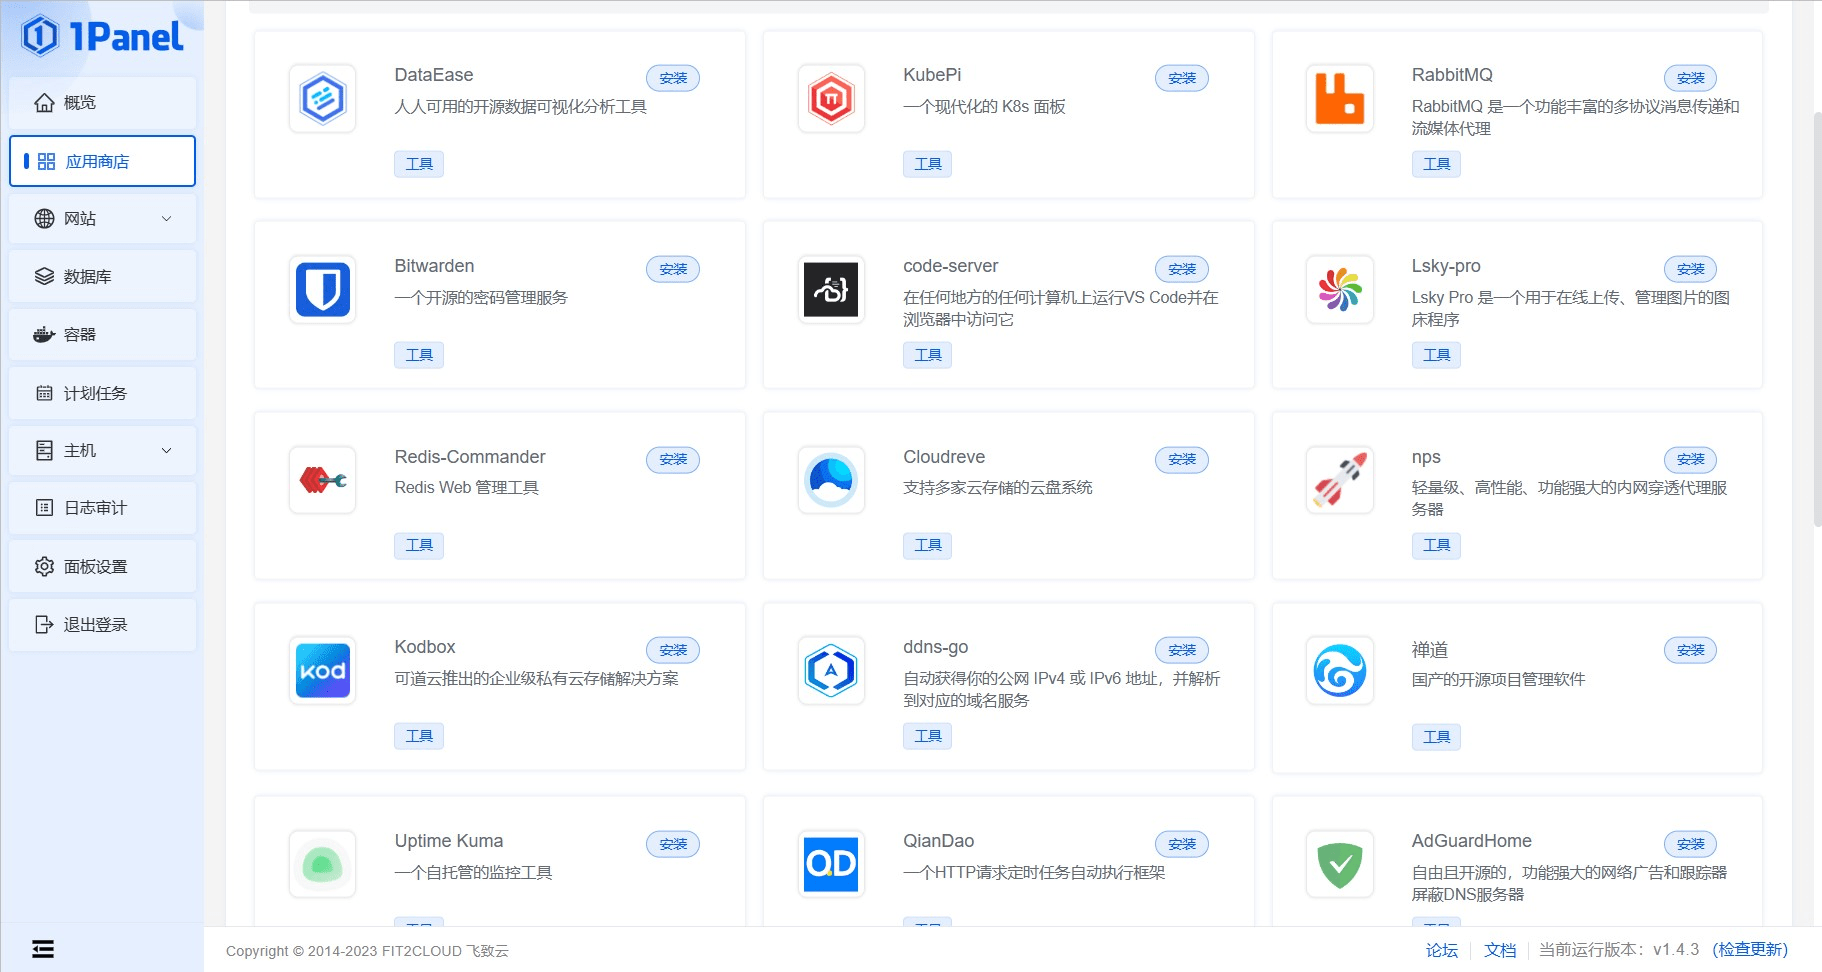 1Panel
概览
应用商店
网站
数据库
容器
计划任务
主机
日志审计
面板设置
退出登录
DataEase
安装
人人可用的开源数据可视化分析工具
工具
KubePi
安装
一个现代化的 K8s 面板
工具
RabbitMQ
安装
RabbitMQ 是一个功能丰富的多协议消息传递和
流媒体代理
工具
Bitwarden
安装
一个开源的密码管理服务
工具
code-server
安装
在任何地方的任何计算机上运行VS Code并在
浏览器中访问它
工具
Lsky-pro
安装
Lsky Pro 是一个用于在线上传、管理图片的图
床程序
工具
Redis-Commander
安装
Redis Web 管理工具
工具
Cloudreve
安装
支持多家云存储的云盘系统
工具
nps
安装
轻量级、高性能、功能强大的内网穿透代理服
务器
工具
kod
Kodbox
安装
可道云推出的企业级私有云存储解决方案
工具
ddns-go
安装
自动获得你的公网 IPv4 或 IPv6 地址，并解析
到对应的域名服务
工具
禅道
安装
国产的开源项目管理软件
工具
Uptime Kuma
安装
一个自托管的监控工具
QD
QianDao
安装
一个HTTP请求定时任务自动执行框架
AdGuardHome
安装
自由且开源的，功能强大的网络广告和跟踪器
屏蔽DNS服务器
Copyright © 2014-2023 FIT2CLOUD 飞致云
论坛
文档
当前运行版本：v1.4.3 (检查更新)